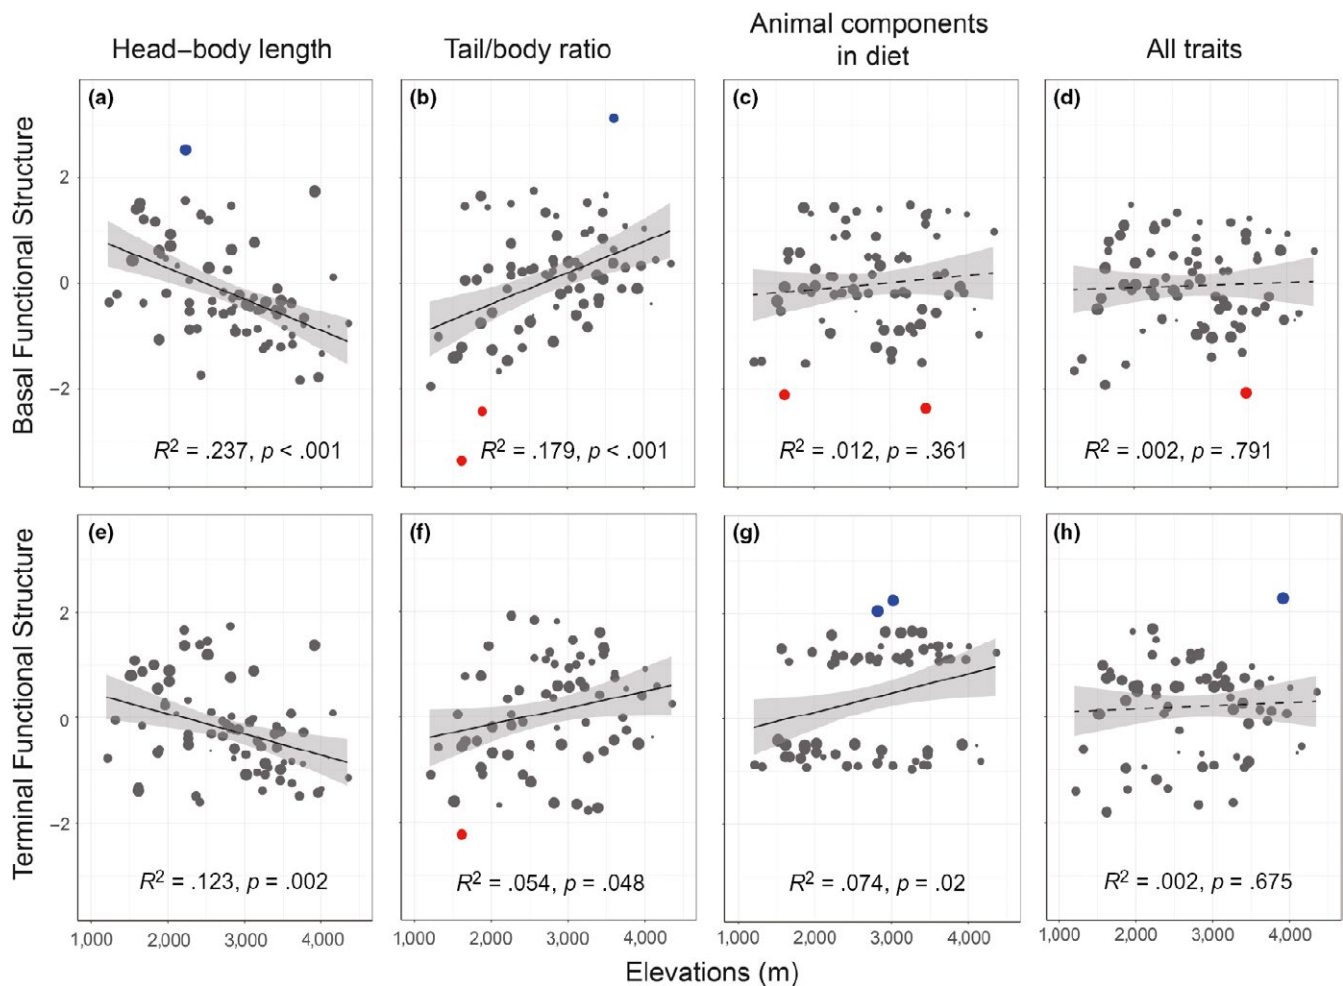 Head–body length
Tail/body ratio
Animal components
in diet
All traits
Basal Functional Structure
(a)
(b)
(c)
(d)
2
0
−2
R² = .237, p < .001
R² = .179, p < .001
R² = .012, p = .361
R² = .002, p = .791
Terminal Functional Structure
(e)
(f)
(g)
(h)
2
0
−2
R² = .123, p = .002
R² = .054, p = .048
R² = .074, p = .02
R² = .002, p = .675
1,000 2,000 3,000 4,000 1,000 2,000 3,000 4,000 1,000 2,000 3,000 4,000 1,000 2,000 3,000 4,000
Elevations (m)